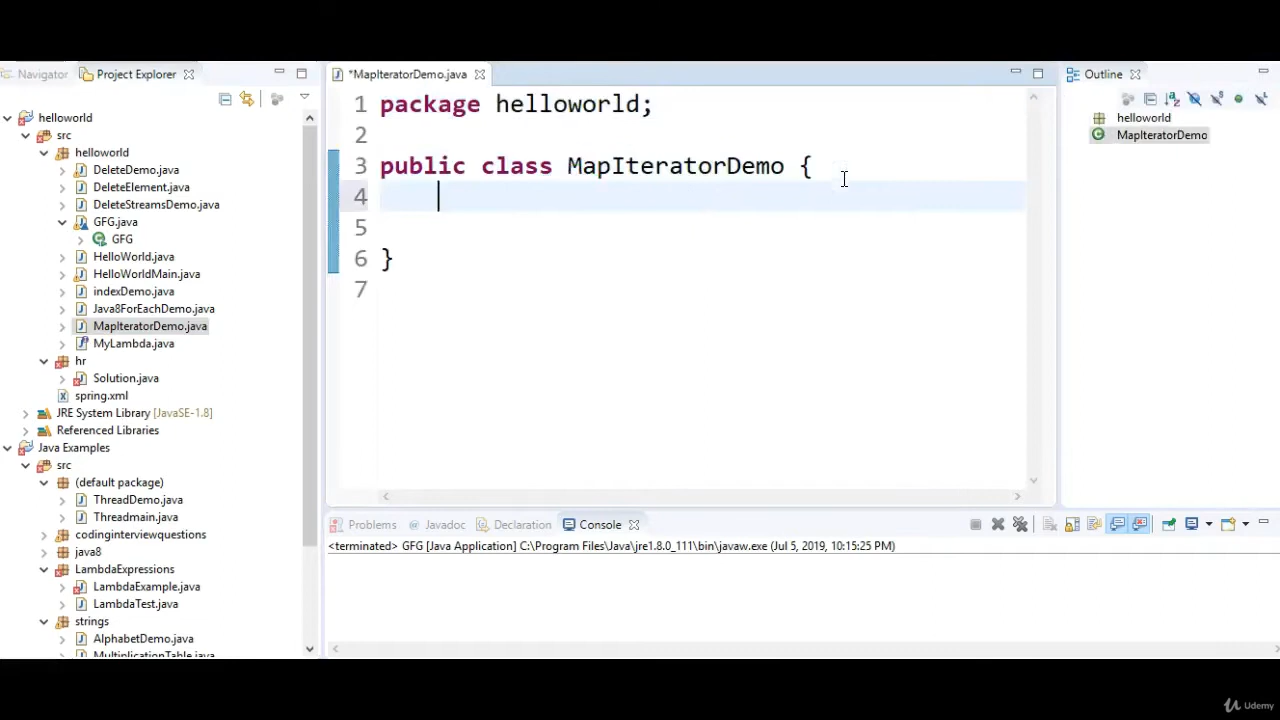 Navigator
Project Explorer
helloworld
src
helloworld
DeleteDemo.java
DeleteElement.java
DeleteStreamsDemo.java
GFG.java
GFG
HelloWorld.java
HelloWorldMain.java
indexDemo.java
Java8ForEachDemo.java
MapIteratorDemo.java
MyLambda.java
hr
Solution.java
spring.xml
JRE System Library [JavaSE-1.8]
Referenced Libraries
Java Examples
src
(default package)
ThreadDemo.java
Threadmain.java
codinginterviewquestions
java8
LambdaExpressions
LambdaExample.java
LambdaTest.java
strings
AlphabetDemo.java
MultiplicationTable.java
*MapIteratorDemo.java
1 package helloworld;
2
3 public class MapIteratorDemo {
4
5
6 }
7
Outline
helloworld
MapIteratorDemo
Problems @ Javadoc Declaration Console
<terminated> GFG [Java Application] C:\Program Files\Java\jre1.8.0_111\bin\javaw.exe (Jul 5, 2019, 10:15:25 PM)
Udemy